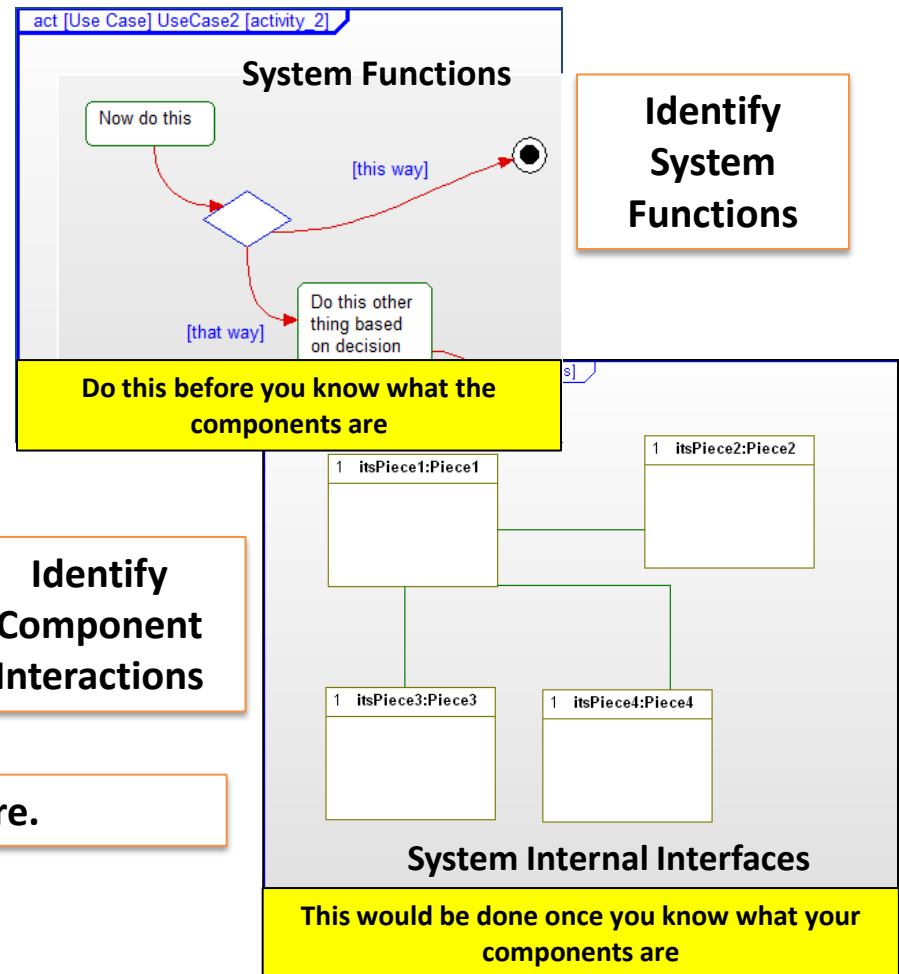 act [Use Case] UseCase2 [activity_2]
System Functions
Now do this
[this way]
Identify
System
Functions
Do this other
thing based
on decision
[that way]
Do this before you know what the
components are
s]
1 itsPiece1:Piece1
1 itsPiece2:Piece2
Identify
Component
Interactions
1 itsPiece3:Piece3
1 itsPiece4:Piece4
re.
System Internal Interfaces
This would be done once you know what your
components are